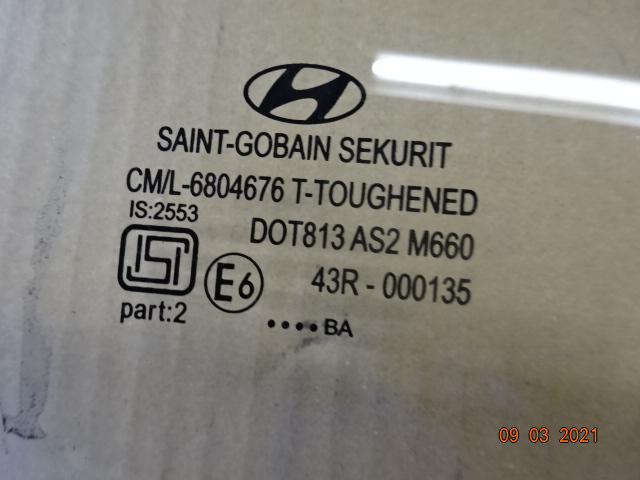 SAINT-GOBAIN SEKURIT
CM/L-6804676 T-TOUGHENED
IS:2553
DOT813 AS2 M660
ISI
E6
43R - 000135
part:2
•••• BA
09 03 2021